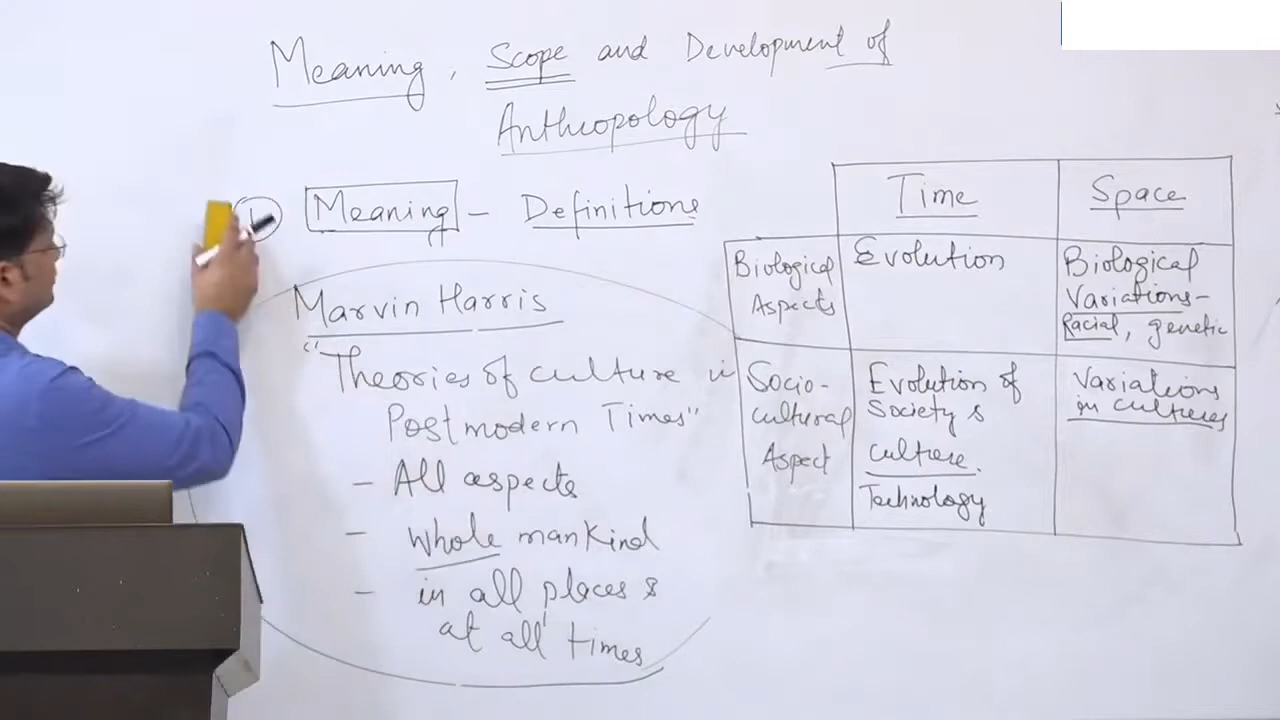 Meaning, Scope and Development of
Anthropology
1 Meaning - Definitions
Marvin Harris
"Theories of culture in
Postmodern Times"
- All aspects
- Whole mankind
- in all places &
at all times
Time Space
Biological Aspects
Evolution
Biological
Variations-
Racial, genetic
Socio-
cultural
Aspect
Evolution of
Society &
culture.
Technology
Variations
in cultures